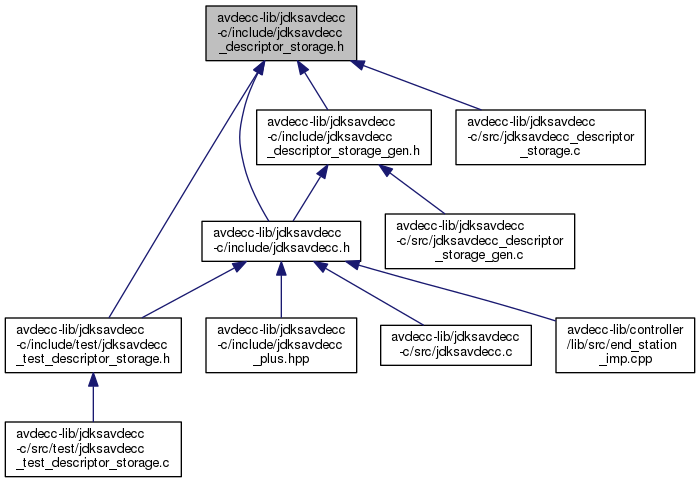 avdecc-lib/jdksavdecc
-c/include/jdksavdecc
_descriptor_storage.h
avdecc-lib/jdksavdecc
-c/include/jdksavdecc
_descriptor_storage_gen.h
avdecc-lib/jdksavdecc
-c/src/jdksavdecc_descriptor
_storage.c
avdecc-lib/jdksavdecc
-c/include/jdksavdecc.h
avdecc-lib/jdksavdecc
-c/src/jdksavdecc_descriptor
_storage_gen.c
avdecc-lib/jdksavdecc
-c/include/test/jdksavdecc
_test_descriptor_storage.h
avdecc-lib/jdksavdecc
-c/include/jdksavdecc
_plus.hpp
avdecc-lib/jdksavdecc
-c/src/jdksavdecc.c
avdecc-lib/controller
/lib/src/end_station
_imp.cpp
avdecc-lib/jdksavdecc
-c/src/test/jdksavdecc
_test_descriptor_storage.c